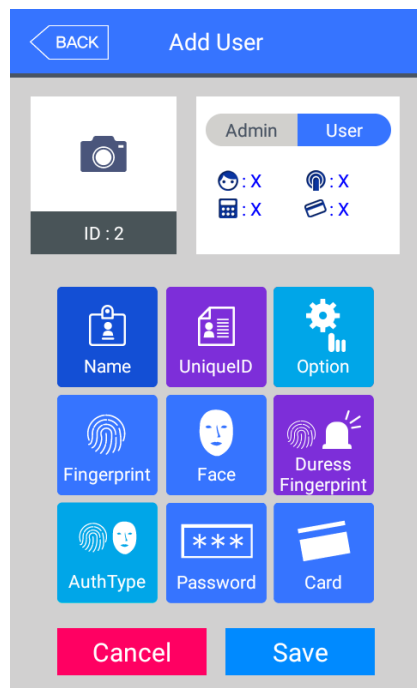 BACK Add User
Admin User
: X : X
: X : X
ID : 2
Name UniqueID Option
Fingerprint Face Duress
Fingerprint
***
AuthType Password Card
Cancel Save